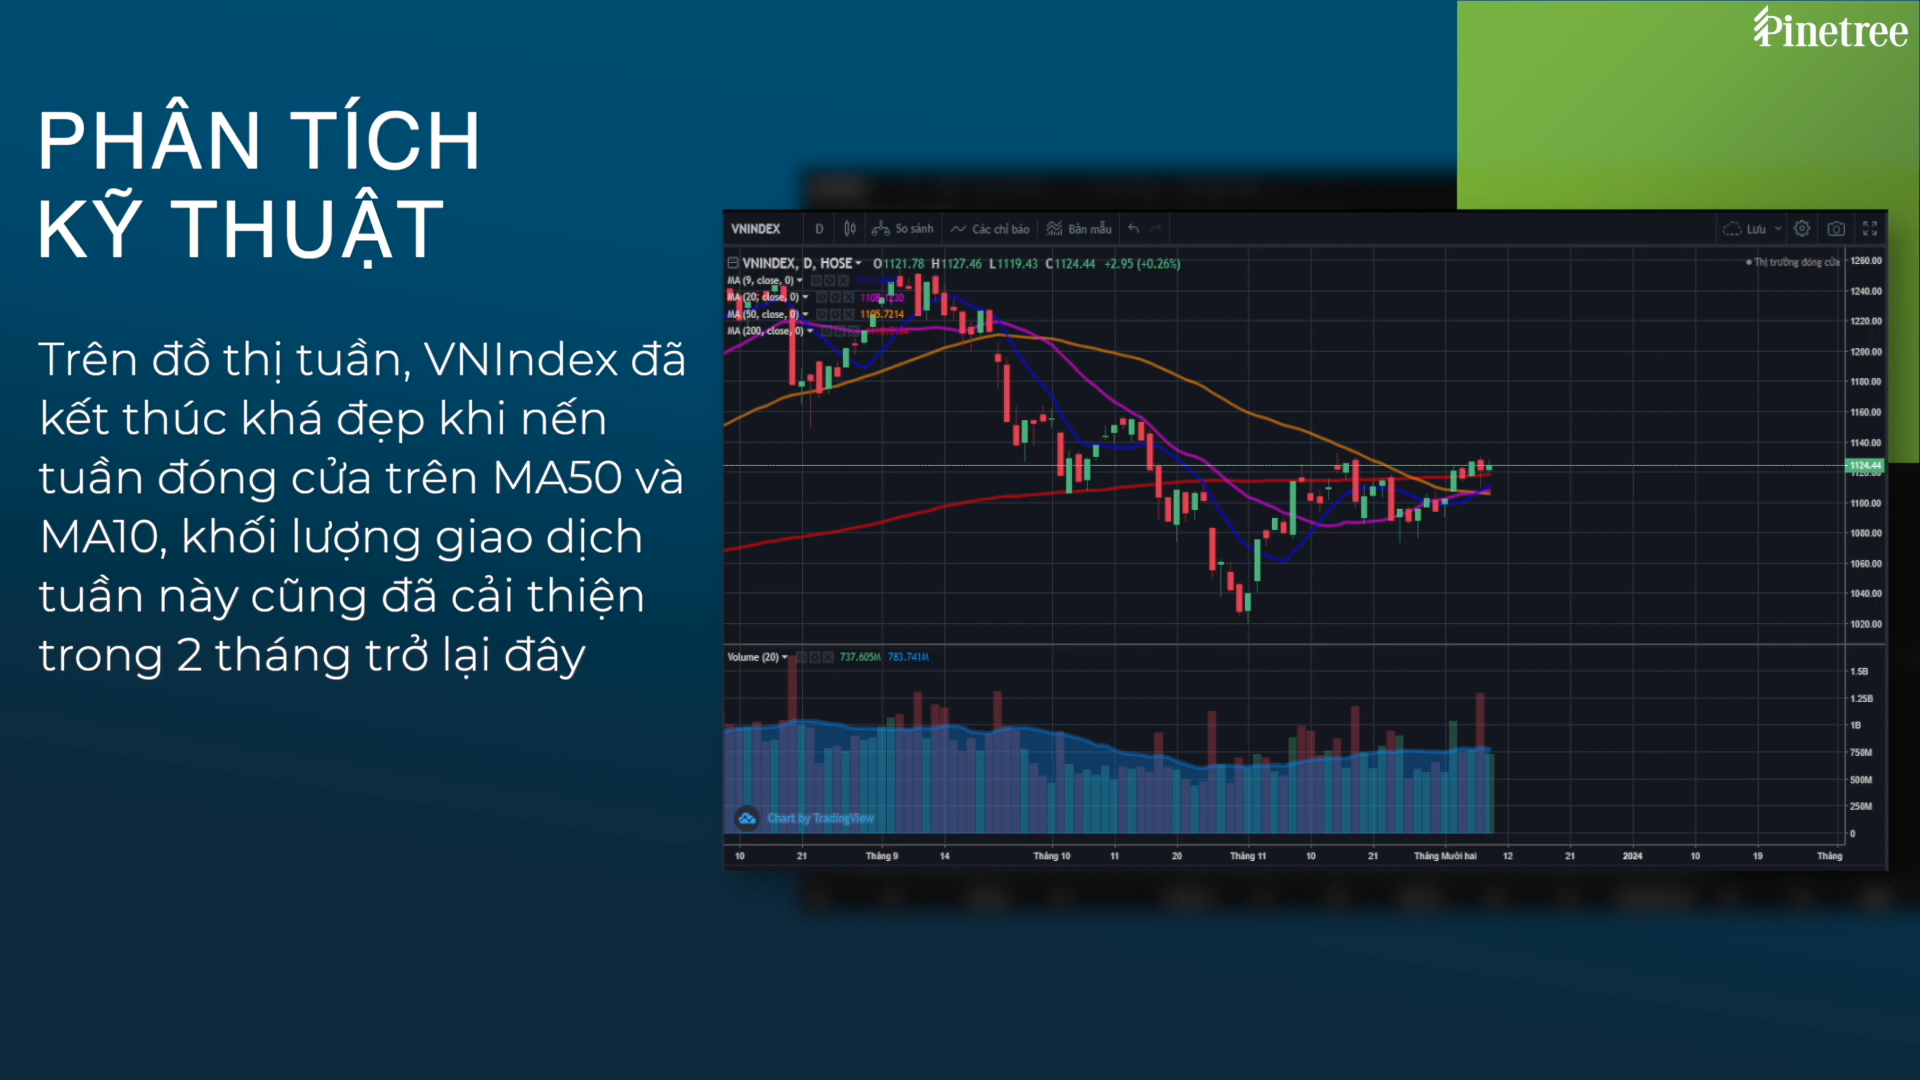 Pinetree
PHÂN TÍCH
KỸ THUẬT
Trên đồ thị tuần, VNIndex đã
kết thúc khá đẹp khi nến
tuần đóng cửa trên MA50 và
MA10, khối lượng giao dịch
tuần này cũng đã cải thiện
trong 2 tháng trở lại đây
VNINDEX D So sánh Các chỉ báo Bản mẫu Lưu
VNINDEX, D, HOSE O1121.78 H1127.46 L1119.43 C1124.44 +2.95 (+0.26%)
Thị trường đóng cửa
MA (9, close, 0)
MA (20, close, 0) 1108.1230
MA (50, close, 0) 1105.7214
MA (200, close, 0)
1260.00
1240.00
1220.00
1200.00
1180.00
1160.00
1140.00
1124.44
1100.00
1080.00
1060.00
1040.00
1020.00
Volume (20) 737.605M 783.741M
1.5B
1.25B
1B
750M
500M
250M
0
Chart by TradingView
10 21 Tháng 9 14 Tháng 10 11 20 Tháng 11 10 21 Tháng Mười hai 12 21 2024 10 19 Tháng